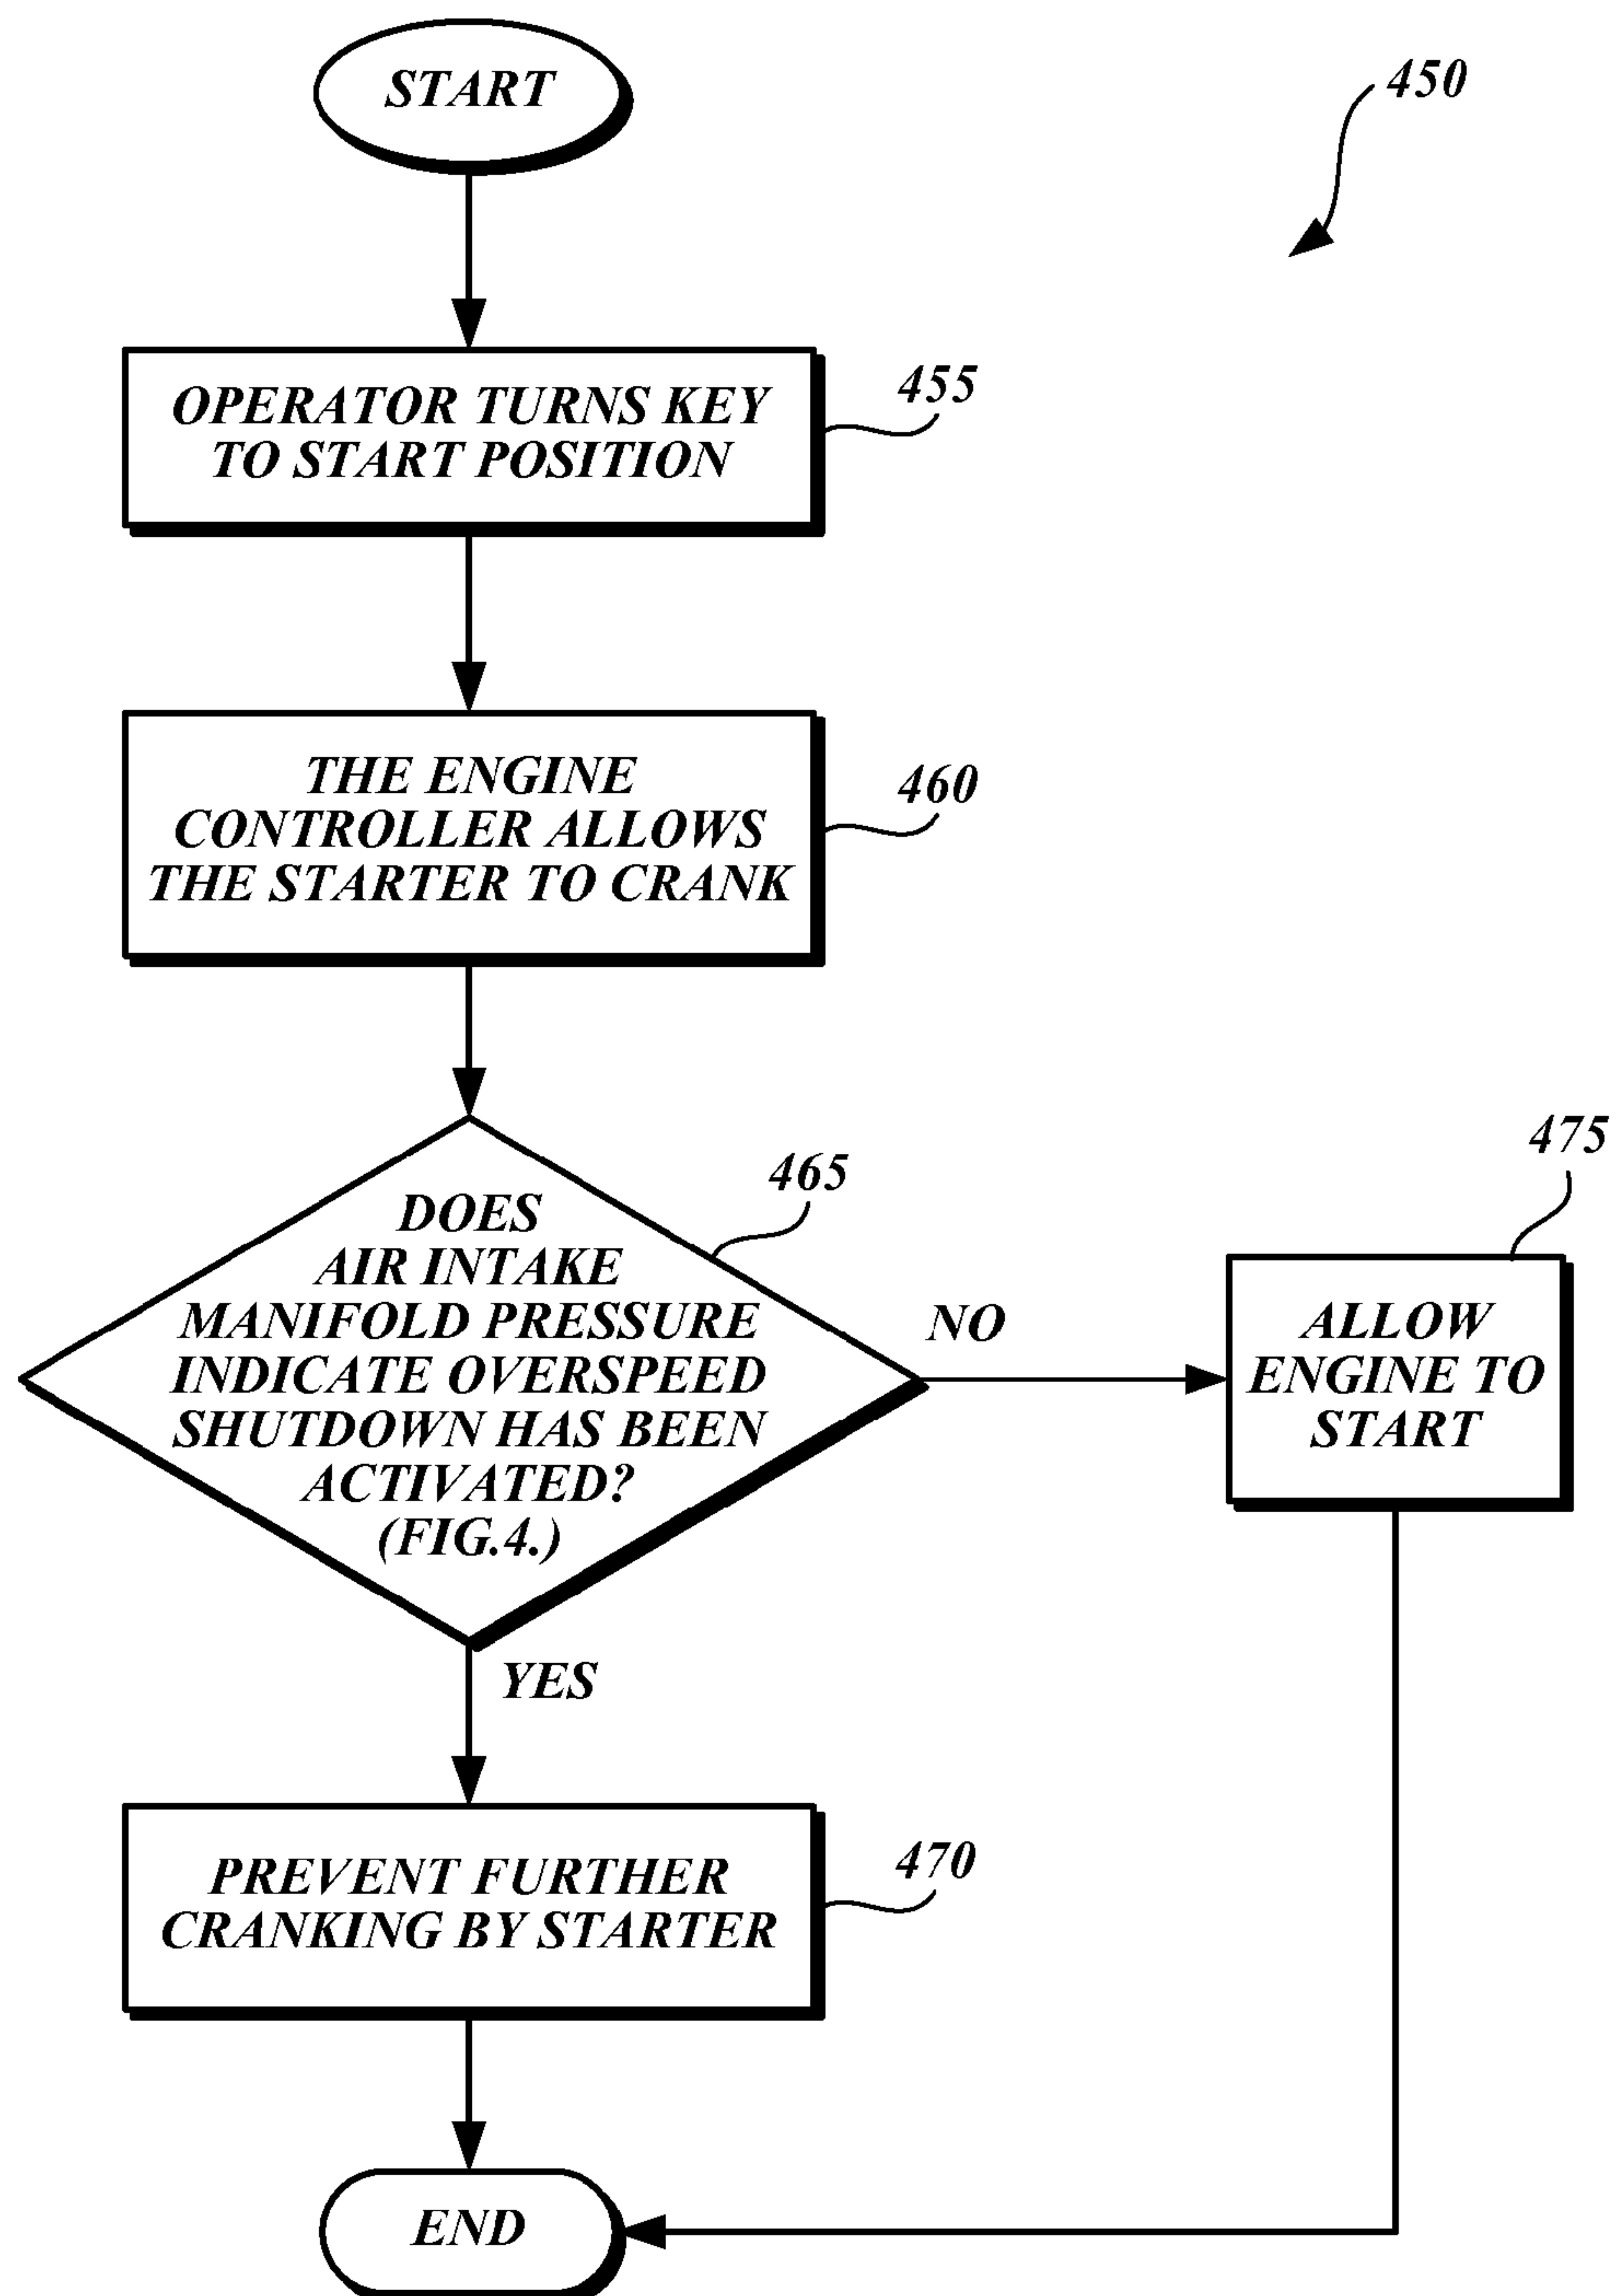 START
450
OPERATOR TURNS KEY
TO START POSITION
455
THE ENGINE
CONTROLLER ALLOWS
THE STARTER TO CRANK
460
DOES
AIR INTAKE
MANIFOLD PRESSURE
INDICATE OVERSPEED
SHUTDOWN HAS BEEN
ACTIVATED?
(FIG.4.)
465
NO
475
ALLOW
ENGINE TO
START
YES
PREVENT FURTHER
CRANKING BY STARTER
470
END